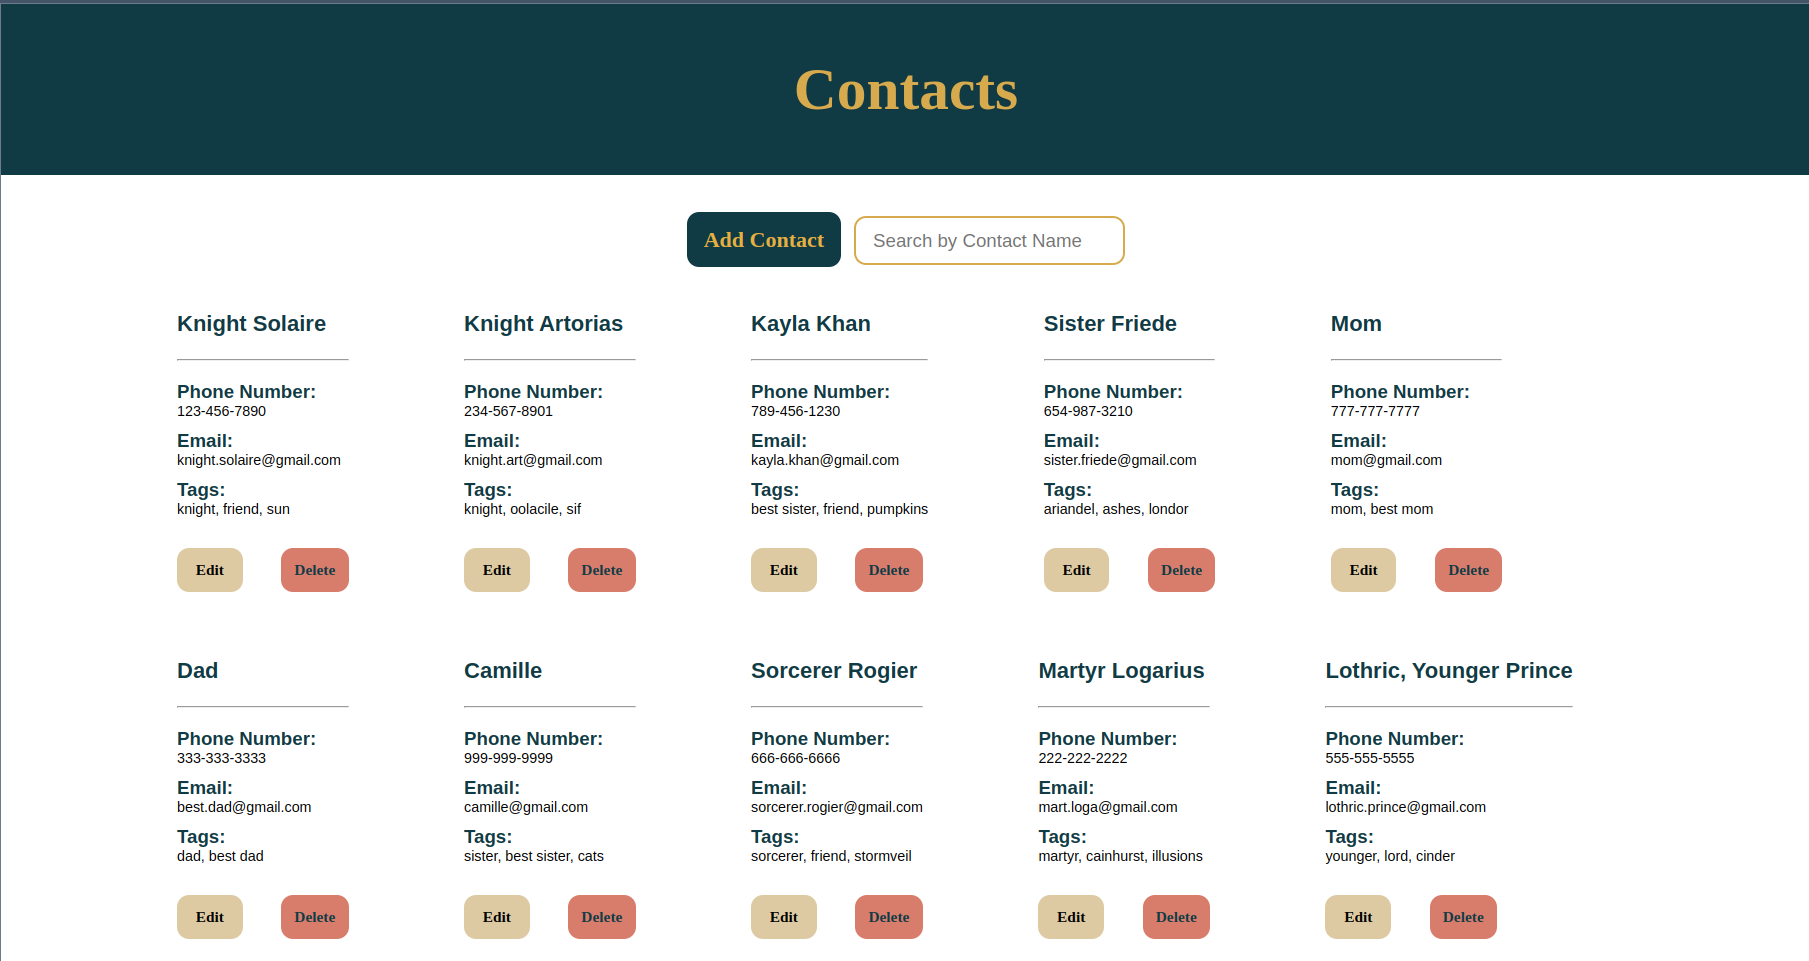 Contacts
Add Contact
Search by Contact Name
Knight Solaire
Phone Number:
123-456-7890
Email:
knight.solaire@gmail.com
Tags:
knight, friend, sun
Edit
Delete
Knight Artorias
Phone Number:
234-567-8901
Email:
knight.art@gmail.com
Tags:
knight, oolacile, sif
Edit
Delete
Kayla Khan
Phone Number:
789-456-1230
Email:
kayla.khan@gmail.com
Tags:
best sister, friend, pumpkins
Edit
Delete
Sister Friede
Phone Number:
654-987-3210
Email:
sister.friede@gmail.com
Tags:
ariandel, ashes, londor
Edit
Delete
Mom
Phone Number:
777-777-7777
Email:
mom@gmail.com
Tags:
mom, best mom
Edit
Delete
Dad
Phone Number:
333-333-3333
Email:
best.dad@gmail.com
Tags:
dad, best dad
Edit
Delete
Camille
Phone Number:
999-999-9999
Email:
camille@gmail.com
Tags:
sister, best sister, cats
Edit
Delete
Sorcerer Rogier
Phone Number:
666-666-6666
Email:
sorcerer.rogier@gmail.com
Tags:
sorcerer, friend, stormveil
Edit
Delete
Martyr Logarius
Phone Number:
222-222-2222
Email:
mart.loga@gmail.com
Tags:
martyr, cainhurst, illusions
Edit
Delete
Lothric, Younger Prince
Phone Number:
555-555-5555
Email:
lothric.prince@gmail.com
Tags:
younger, lord, cinder
Edit
Delete